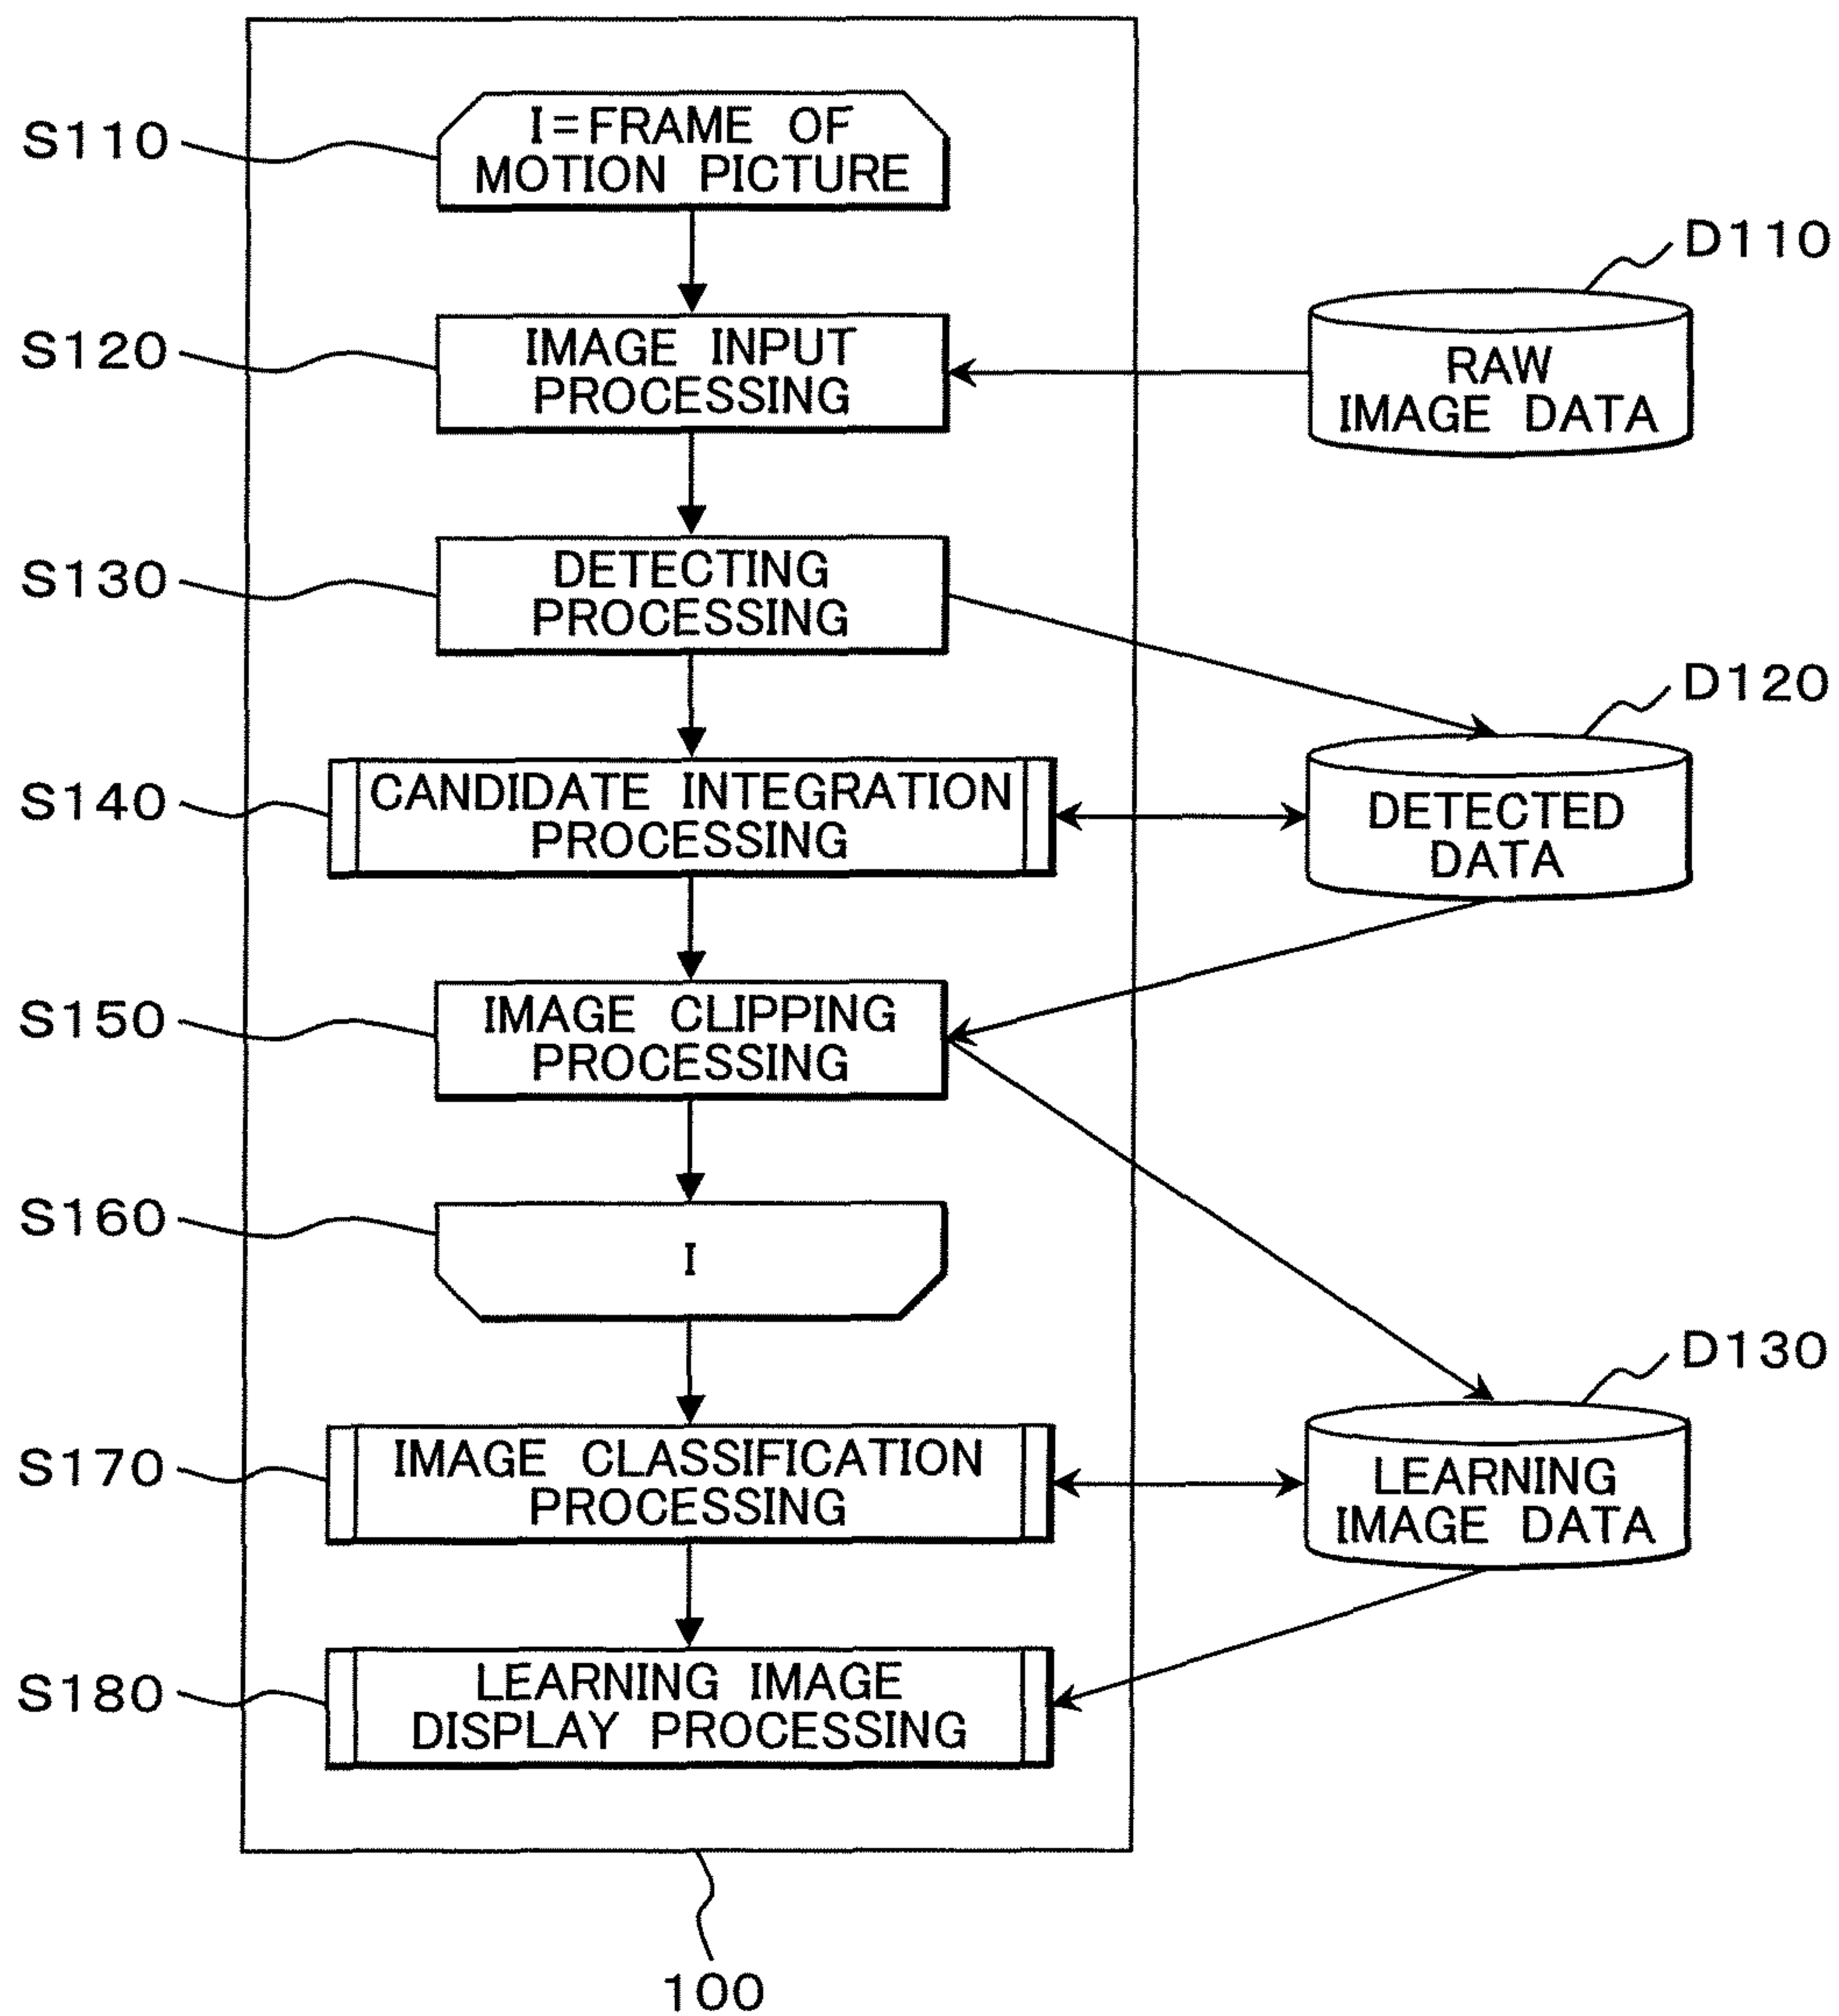 S110
I=FRAME OF
MOTION PICTURE
D110
S120
IMAGE INPUT
PROCESSING
RAW
IMAGE DATA
S130
DETECTING
PROCESSING
D120
S140
CANDIDATE INTEGRATION
PROCESSING
DETECTED
DATA
S150
IMAGE CLIPPING
PROCESSING
S160
I
D130
S170
IMAGE CLASSIFICATION
PROCESSING
LEARNING
IMAGE DATA
S180
LEARNING IMAGE
DISPLAY PROCESSING
100